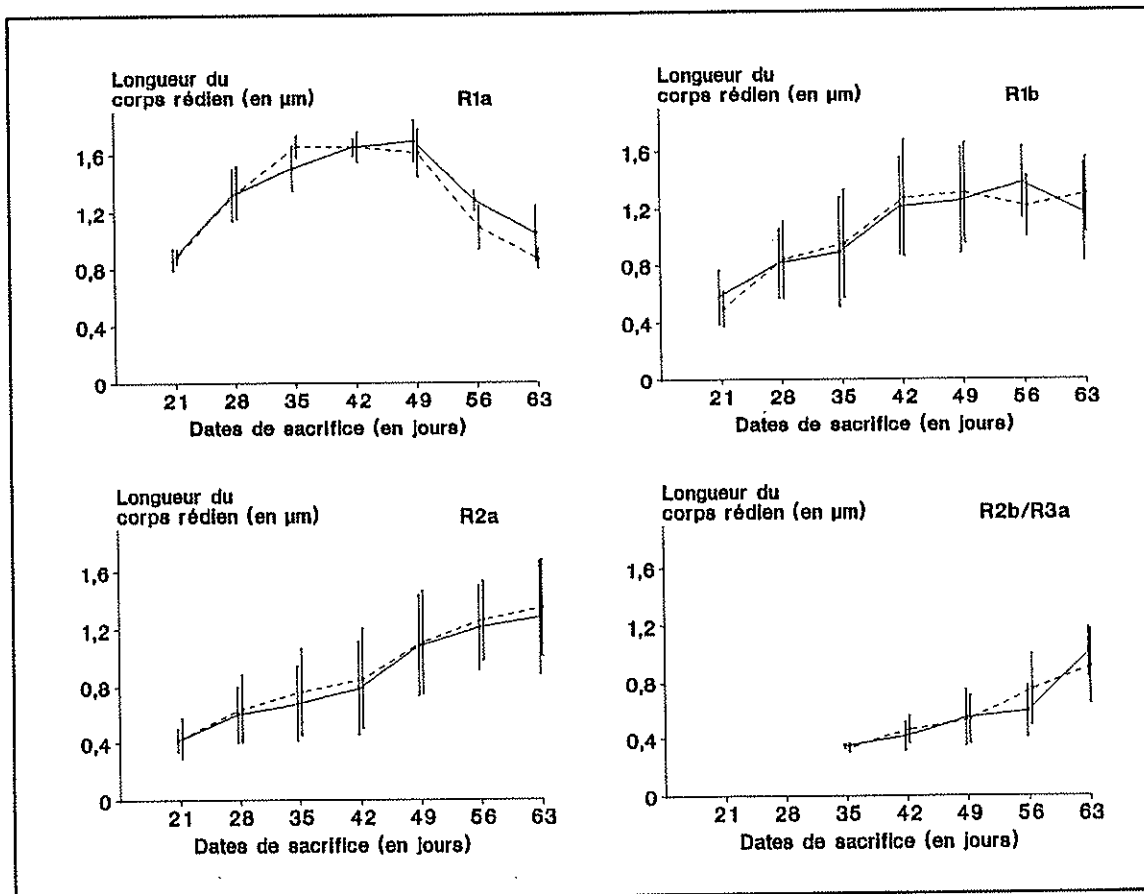 Longueur du
corps rédien (en µm) R1a
1,6
1,2
0,8
0,4
0
21 28 35 42 49 56 63
Dates de sacrifice (en jours)
Longueur du
corps rédien (en µm) R1b
1,6
1,2
0,8
0,4
0
21 28 35 42 49 56 63
Dates de sacrifice (en jours)
Longueur du
corps rédien (en µm) R2a
1,6
1,2
0,8
0,4
0
21 28 35 42 49 56 63
Dates de sacrifice (en jours)
Longueur du
corps rédien (en µm) R2b/R3a
1,6
1,2
0,8
0,4
0
21 28 35 42 49 56 63
Dates de sacrifice (en jours)